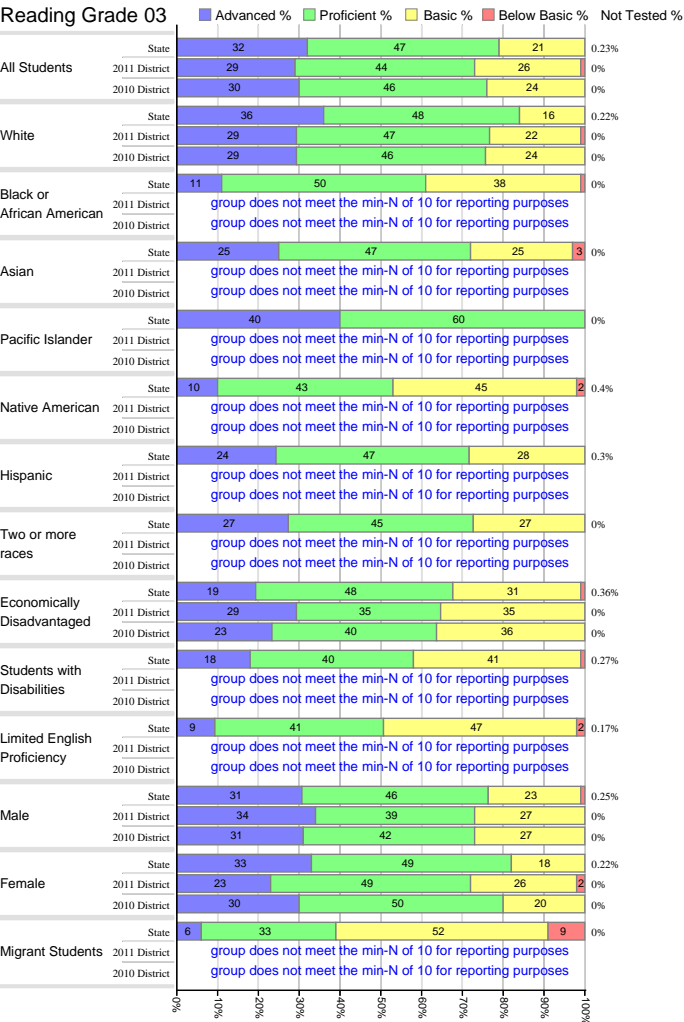 Reading Grade 03 Advanced % Proficient % Basic % Below Basic % Not Tested %
All Students
State 32 47 21 0.23%
2011 District 29 44 26 0%
2010 District 30 46 24 0%
White
State 36 48 16 0.22%
2011 District 29 47 22 0%
2010 District 29 46 24 0%
Black or
African American
State 11 50 38 0%
2011 District group does not meet the min-N of 10 for reporting purposes
2010 District group does not meet the min-N of 10 for reporting purposes
Asian
State 25 47 25 3 0%
2011 District group does not meet the min-N of 10 for reporting purposes
2010 District group does not meet the min-N of 10 for reporting purposes
Pacific Islander
State 40 60 0%
2011 District group does not meet the min-N of 10 for reporting purposes
2010 District group does not meet the min-N of 10 for reporting purposes
Native American
State 10 43 45 2 0.4%
2011 District group does not meet the min-N of 10 for reporting purposes
2010 District group does not meet the min-N of 10 for reporting purposes
Hispanic
State 24 47 28 0.3%
2011 District group does not meet the min-N of 10 for reporting purposes
2010 District group does not meet the min-N of 10 for reporting purposes
Two or more
races
State 27 45 27 0%
2011 District group does not meet the min-N of 10 for reporting purposes
2010 District group does not meet the min-N of 10 for reporting purposes
Economically
Disadvantaged
State 19 48 31 0.36%
2011 District 29 35 35 0%
2010 District 23 40 36 0%
Students with
Disabilities
State 18 40 41 0.27%
2011 District group does not meet the min-N of 10 for reporting purposes
2010 District group does not meet the min-N of 10 for reporting purposes
Limited English
Proficiency
State 9 41 47 2 0.17%
2011 District group does not meet the min-N of 10 for reporting purposes
2010 District group does not meet the min-N of 10 for reporting purposes
Male
State 31 46 23 0.25%
2011 District 34 39 27 0%
2010 District 31 42 27 0%
Female
State 33 49 18 0.22%
2011 District 23 49 26 2 0%
2010 District 30 50 20 0%
Migrant Students
State 6 33 52 9 0%
2011 District group does not meet the min-N of 10 for reporting purposes
2010 District group does not meet the min-N of 10 for reporting purposes
0% 10% 20% 30% 40% 50% 60% 70% 80% 90% 100%